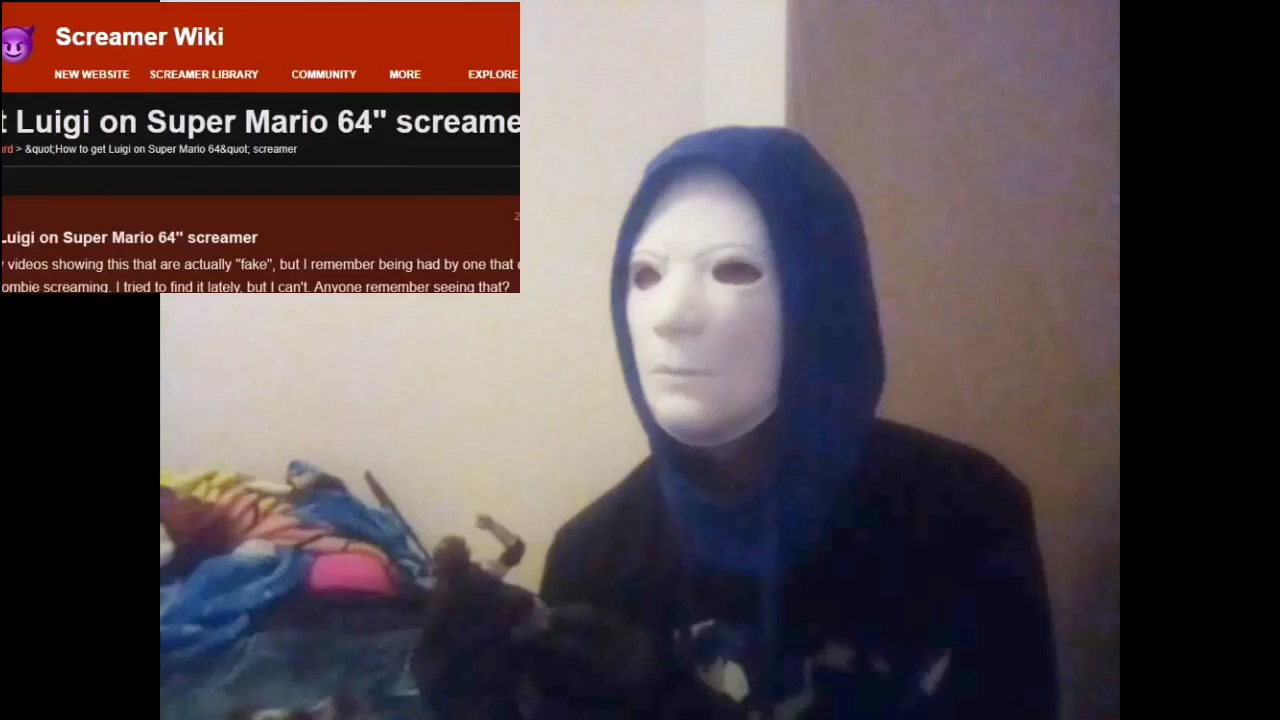 Screamer Wiki
NEW WEBSITE SCREAMER LIBRARY COMMUNITY MORE EXPLORE
t Luigi on Super Mario 64" screame
rd > &quot;How to get Luigi on Super Mario 64&quot; screamer
2
Luigi on Super Mario 64" screamer
y videos showing this that are actually "fake", but I remember being had by one that
ombie screaming. I tried to find it lately, but I can't. Anyone remember seeing that?